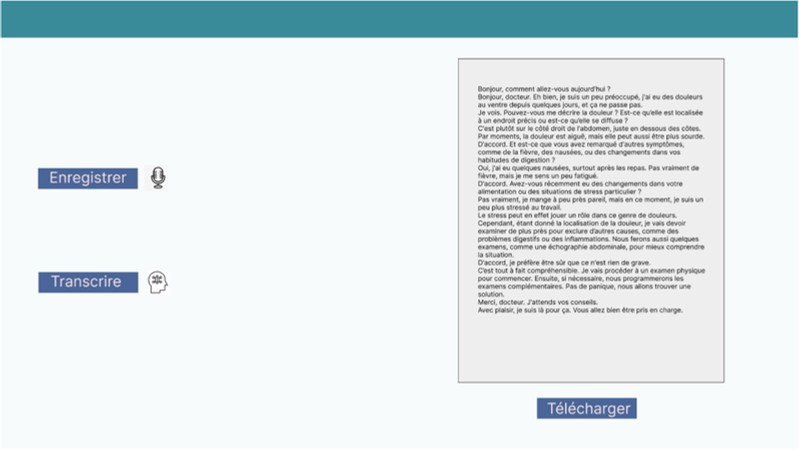 Enregistrer
Transcrire
Bonjour, comment allez-vous aujourd'hui ?
Bonjour, docteur. Eh bien, je suis un peu préoccupé, j'ai eu des douleurs
au ventre depuis quelques jours, et ça ne passe pas.
Je vois. Pouvez-vous me décrire la douleur ? Est-ce qu'elle est localisée
à un endroit précis ou est-ce qu'elle se diffuse ?
C'est plutôt sur le côté droit de l'abdomen, juste en dessous des côtes.
Par moments, la douleur est aiguë, mais elle peut aussi être plus sourde.
D'accord. Et est-ce que vous avez remarqué d'autres symptômes,
comme de la fièvre, des nausées, ou des changements dans vos
habitudes de digestion ?
Oui, j'ai eu quelques nausées, surtout après les repas. Pas vraiment de
fièvre, mais je me sens un peu fatigué.
D'accord. Avez-vous récemment eu des changements dans votre
alimentation ou des situations de stress particulier ?
Pas vraiment, je mange à peu près pareil, mais en ce moment, je suis un
peu plus stressé au travail.
Le stress peut en effet jouer un rôle dans ce genre de douleurs.
Cependant, étant donné la localisation de la douleur, je vais devoir
examiner de plus près pour exclure d'autres causes, comme des
problèmes digestifs ou des inflammations. Nous ferons aussi quelques
examens, comme une échographie abdominale, pour mieux comprendre
la situation.
D'accord, je préfère être sûr que ce n'est rien de grave.
C'est tout à fait compréhensible. Je vais procéder à un examen physique
pour commencer. Ensuite, si nécessaire, nous programmerons les
examens complémentaires. Pas de panique, nous allons trouver une
solution.
Merci, docteur. J'attends vos conseils.
Avec plaisir, je suis là pour ça. Vous allez bien être pris en charge.
Télécharger